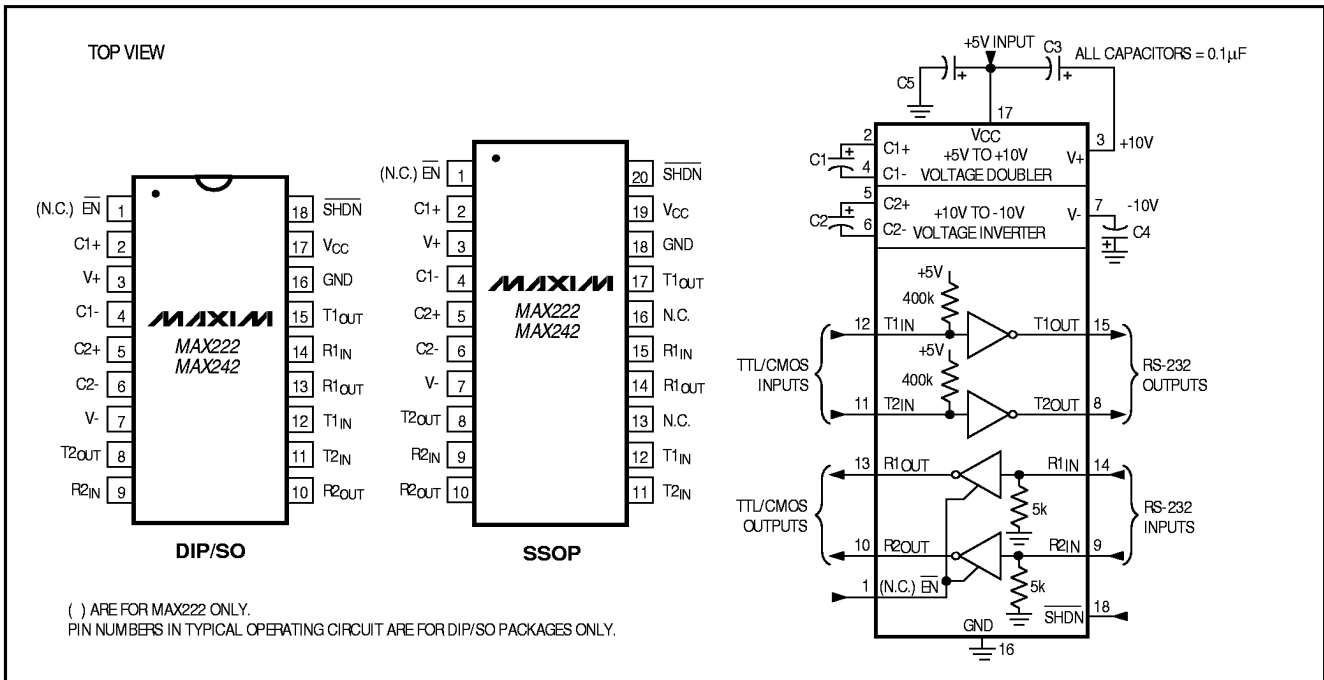 TOP VIEW
(N.C.) EN 1
C1+ 2
V+ 3
C1- 4
C2+ 5
C2- 6
V- 7
T2OUT 8
R2IN 9
18 SHDN
17 VCC
16 GND
15 T1OUT
14 R1IN
13 R1OUT
12 T1IN
11 T2IN
10 R2OUT
MAXIM
MAX222
MAX242
DIP/SO
(N.C.) EN 1
C1+ 2
V+ 3
C1- 4
C2+ 5
C2- 6
V- 7
T2OUT 8
R2IN 9
R2OUT 10
20 SHDN
19 VCC
18 GND
17 T1OUT
16 N.C.
15 R1IN
14 R1OUT
13 N.C.
12 T1IN
11 T2IN
MAXIM
MAX222
MAX242
SSOP
( ) ARE FOR MAX222 ONLY.
PIN NUMBERS IN TYPICAL OPERATING CIRCUIT ARE FOR DIP/SO PACKAGES ONLY.
+5V INPUT
C3
ALL CAPACITORS = 0.1µF
C5
+
+
17
VCC
2
C1+
+5V TO +10V
V+
3
+10V
C1
+
4
C1-
VOLTAGE DOUBLER
5
C2+
+10V TO -10V
V-
7
-10V
C2
+
6
C2-
VOLTAGE INVERTER
C4
+
+5V
400k
12 T1IN
T1OUT 15
+5V
TTL/CMOS
INPUTS
RS-232
OUTPUTS
400k
11 T2IN
T2OUT 8
13 R1OUT
R1IN 14
5k
TTL/CMOS
OUTPUTS
RS-232
INPUTS
10 R2OUT
R2IN 9
5k
1 (N.C.) EN
SHDN 18
GND
16